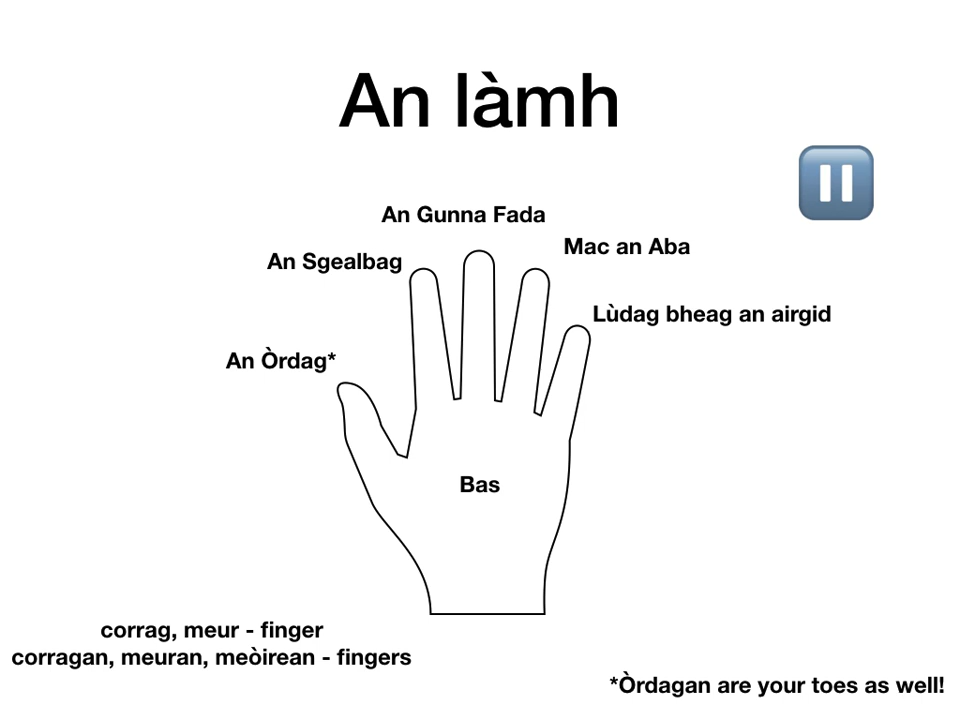 An làmh
An Gunna Fada
Mac an Aba
An Sgealbag
Lùdag bheag an airgid
An Òrdag*
Bas
corrag, meur - finger
corragan, meuran, meòirean - fingers
*Òrdagan are your toes as well!